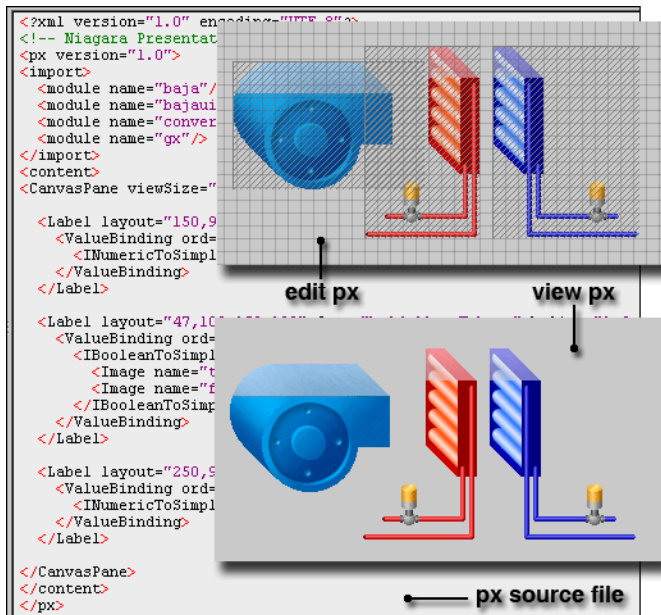 <?xml version="1.0" encoding="UTF-8"?>
<!-- Niagara Presentat
<px version="1.0">
<import>
<module name="baja"/
<module name="bajaui
<module name="conver
<module name="gx"/>
</import>
<content>
<CanvasPane viewSize="
<Label layout="150,9
<ValueBinding ord=
<INumericToSimpl
</ValueBinding>
</Label>
edit px
view px
<Label layout="47,10
<ValueBinding ord=
<IBooleanToSimpl
<Image name="t
<Image name="f
</IBooleanToSimp
</ValueBinding>
</Label>
<Label layout="250,9
<ValueBinding ord=
<INumericToSimpl
</ValueBinding>
</Label>
</CanvasPane>
</content>
</px>
px source file